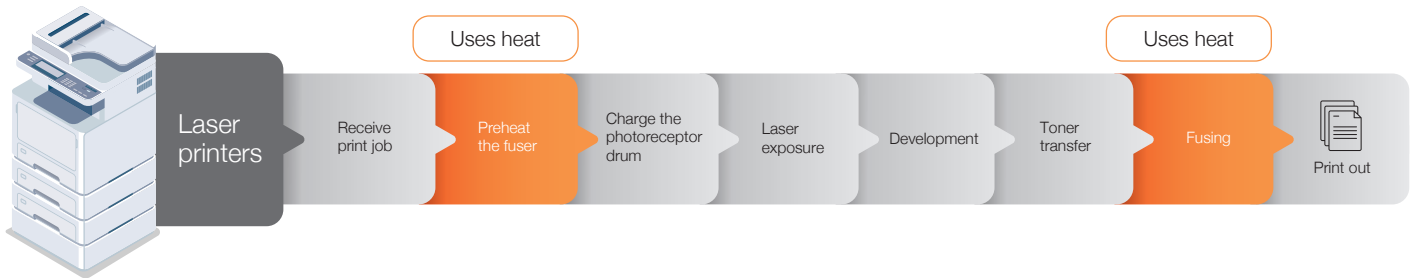 Uses heat
Uses heat
Laser
printers
Receive
print job
Preheat
the fuser
Charge the
photoreceptor
drum
Laser
exposure
Development
Toner
transfer
Fusing
Print out